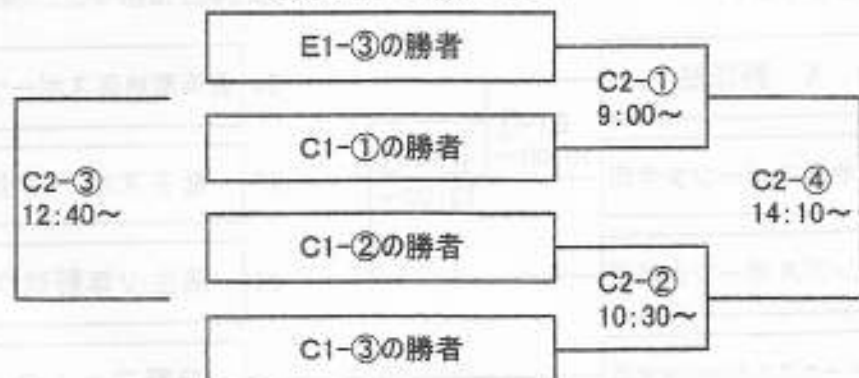 E1-③の勝者
C2-①
9:00～
C1-①の勝者
C2-③
12:40～
C2-④
14:10～
C1-②の勝者
C2-②
10:30～
C1-③の勝者